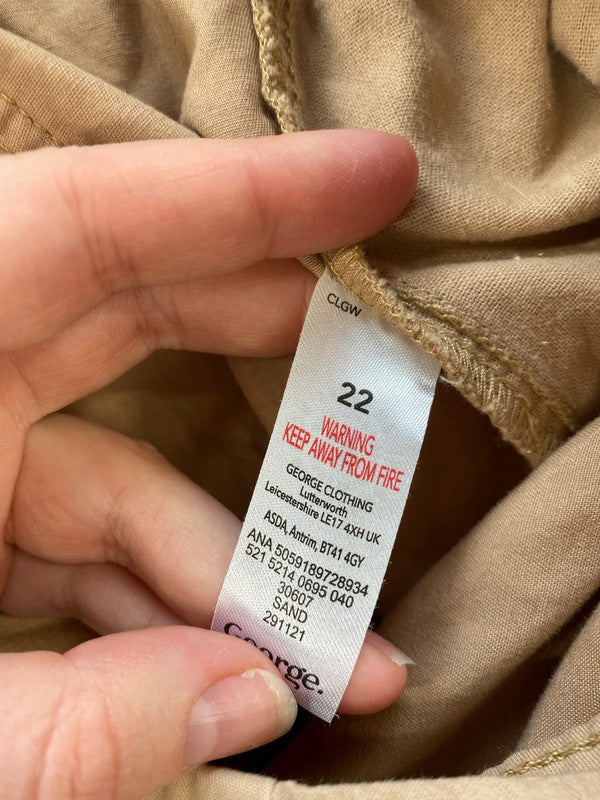 CLGW
22
WARNING
KEEP AWAY FROM FIRE
GEORGE CLOTHING
Lutterworth
Leicestershire LE17 4XH UK
ASDA, Antrim, BT41 4GY
ANA 5059189728934
521 5214 0695 040
30607
SAND
291121
George.